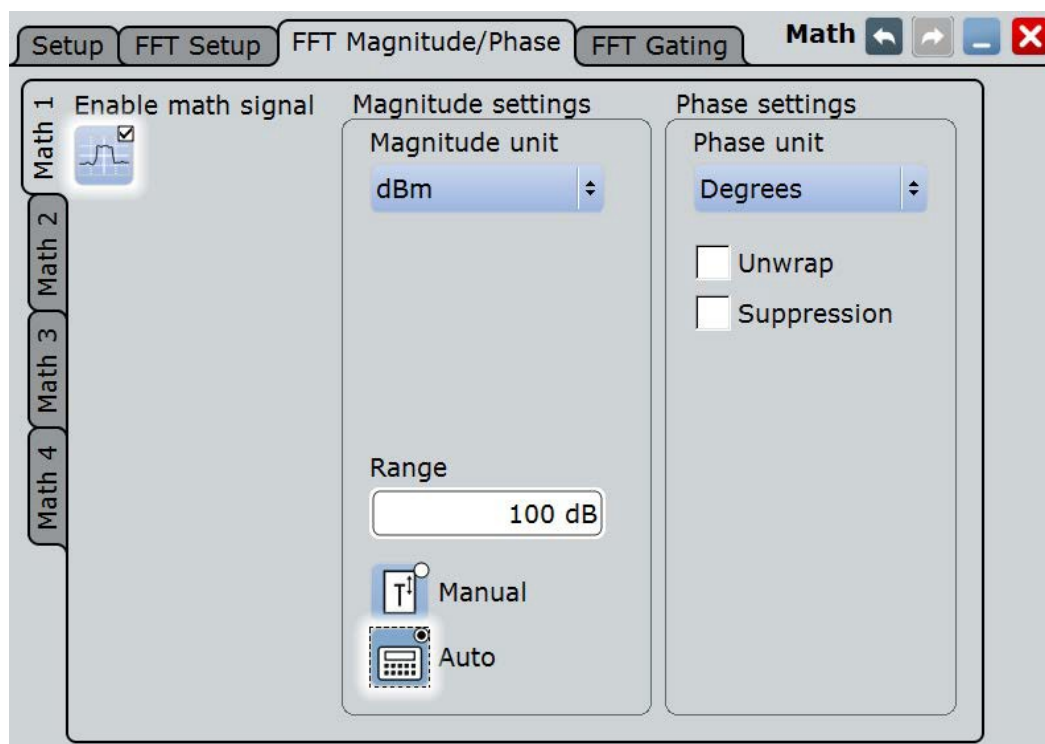 Setup FFT Setup FFT Magnitude/Phase FFT Gating Math
Math 1
Math 2
Math 3
Math 4
Enable math signal
Magnitude settings
Magnitude unit
dBm
Range
100 dB
T Manual
Auto
Phase settings
Phase unit
Degrees
Unwrap
Suppression